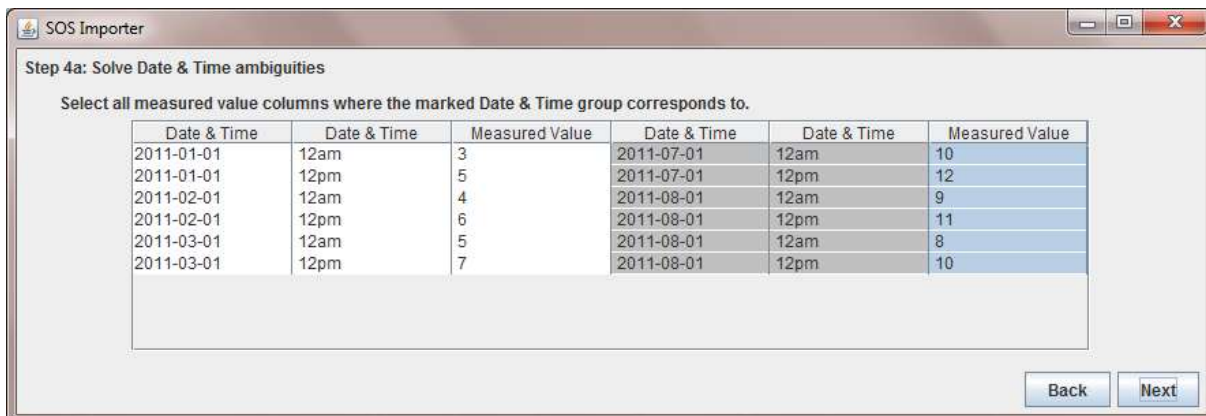 SOS Importer
Step 4a: Solve Date & Time ambiguities
Select all measured value columns where the marked Date & Time group corresponds to.
Date & Time Date & Time Measured Value Date & Time Date & Time Measured Value
2011-01-01 12am 3 2011-07-01 12am 10
2011-01-01 12pm 5 2011-07-01 12pm 12
2011-02-01 12am 4 2011-08-01 12am 9
2011-02-01 12pm 6 2011-08-01 12pm 11
2011-03-01 12am 5 2011-08-01 12am 8
2011-03-01 12pm 7 2011-08-01 12pm 10
Back Next